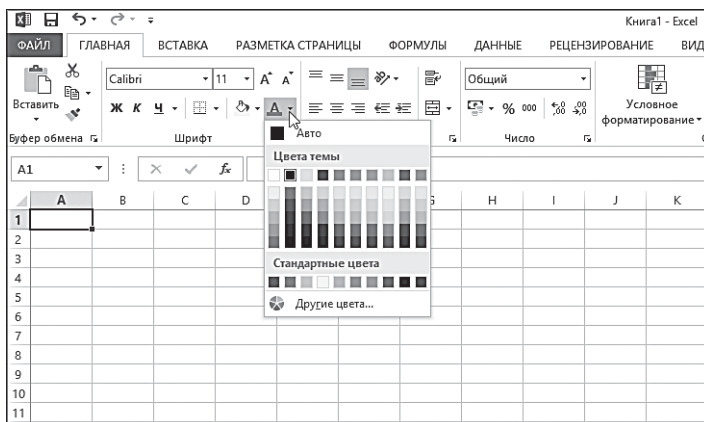 Книга1 - Excel
ФАЙЛ ГЛАВНАЯ ВСТАВКА РАЗМЕТКА СТРАНИЦЫ ФОРМУЛЫ ДАННЫЕ РЕЦЕНЗИРОВАНИЕ ВИД
Вставить
Calibri 11 А А
Ж К Ч А
Общий
% 000 ,00 ,00
Условное
форматирование
Буфер обмена Шрифт Число
Авто
Цвета темы
Стандартные цвета
Другие цвета...
A1 fx
A B C D G H I J K
1
2
3
4
5
6
7
8
9
10
11